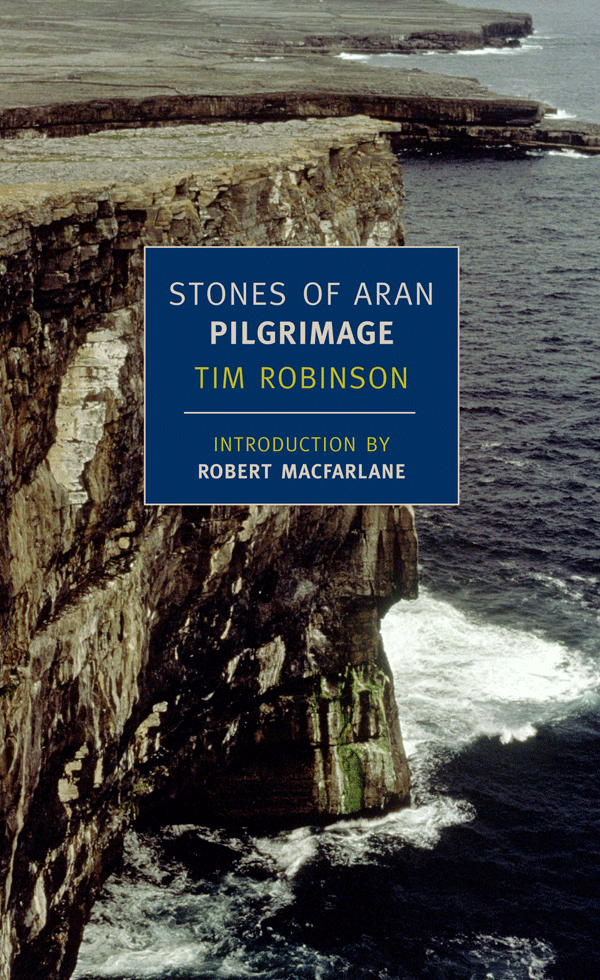 STONES OF ARAN
PILGRIMAGE
TIM ROBINSON
INTRODUCTION BY
ROBERT MACFARLANE